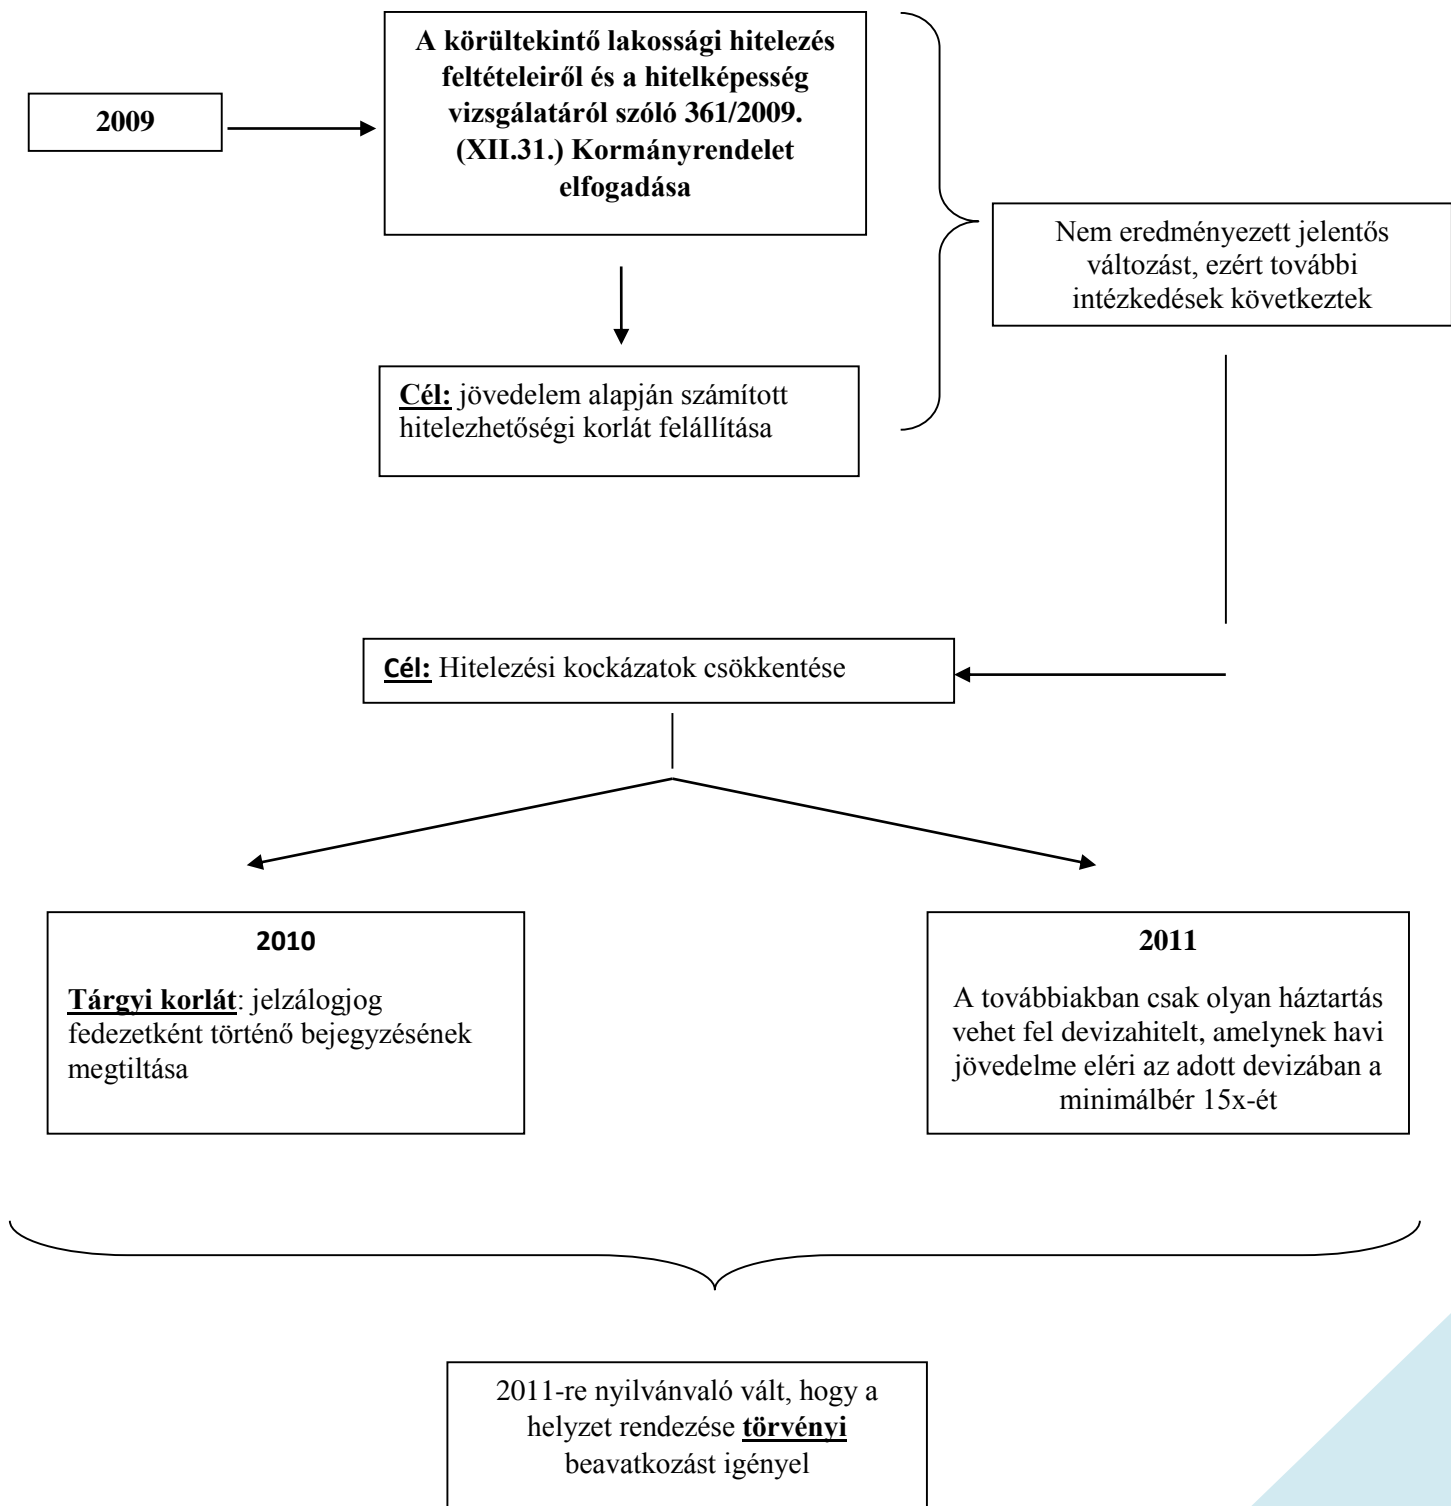 2009
A körültekintő lakossági hitelezés
feltételeiről és a hitelképesség
vizsgálatáról szóló 361/2009.
(XII.31.) Kormányrendelet
elfogadása
Nem eredményezett jelentős
változást, ezért további
intézkedések következtek
Cél: jövedelem alapján számított
hitelezhetőségi korlát felállítása
Cél: Hitelezési kockázatok csökkentése
2010
Tárgyi korlát: jelzálogjog
fedezetként történő bejegyzésének
megtiltása
2011
A továbbiakban csak olyan háztartás
vehet fel devizahitelt, amelynek havi
jövedelme eléri az adott devizában a
minimálbér 15x-ét
2011-re nyilvánvaló vált, hogy a
helyzet rendezése törvényi
beavatkozást igényel